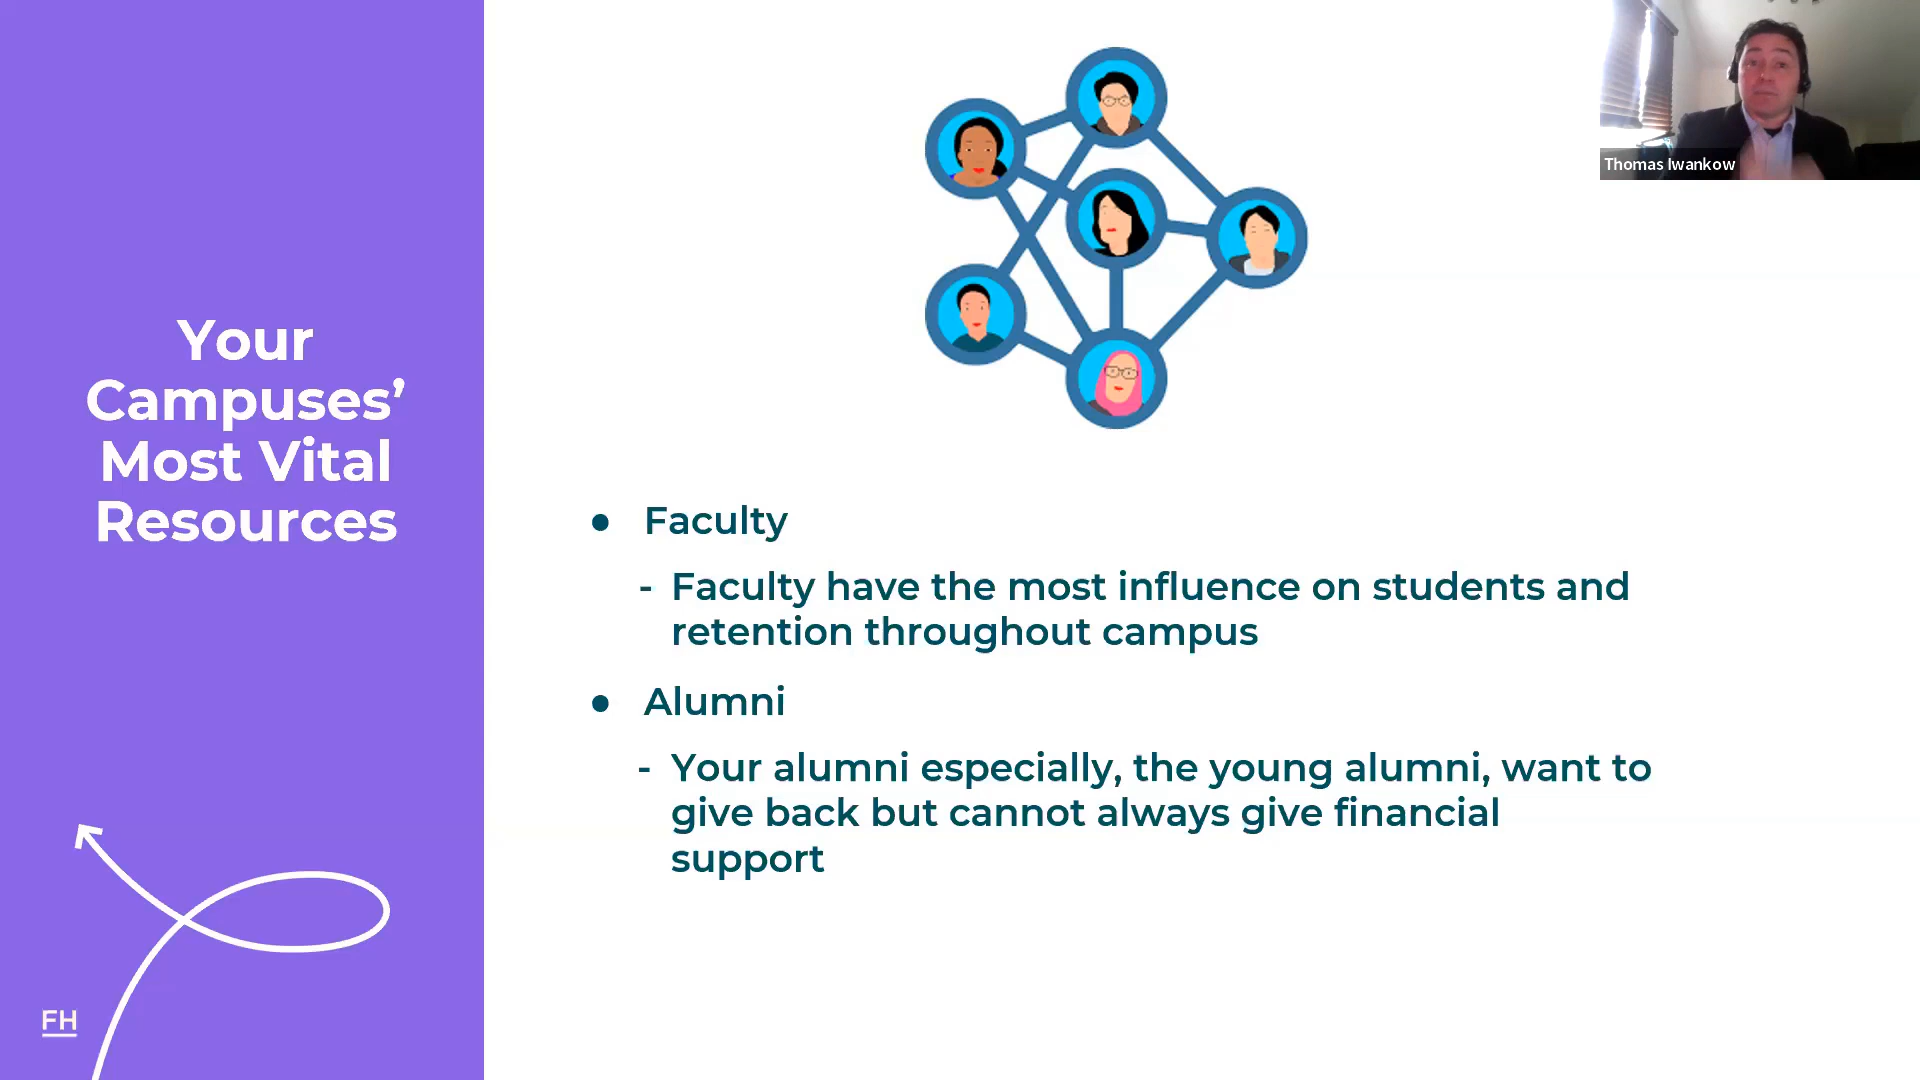 Your
Campuses’
Most Vital
Resources
Thomas Iwankow
● Faculty
- Faculty have the most influence on students and
retention throughout campus
● Alumni
- Your alumni especially, the young alumni, want to
give back but cannot always give financial
support
FH